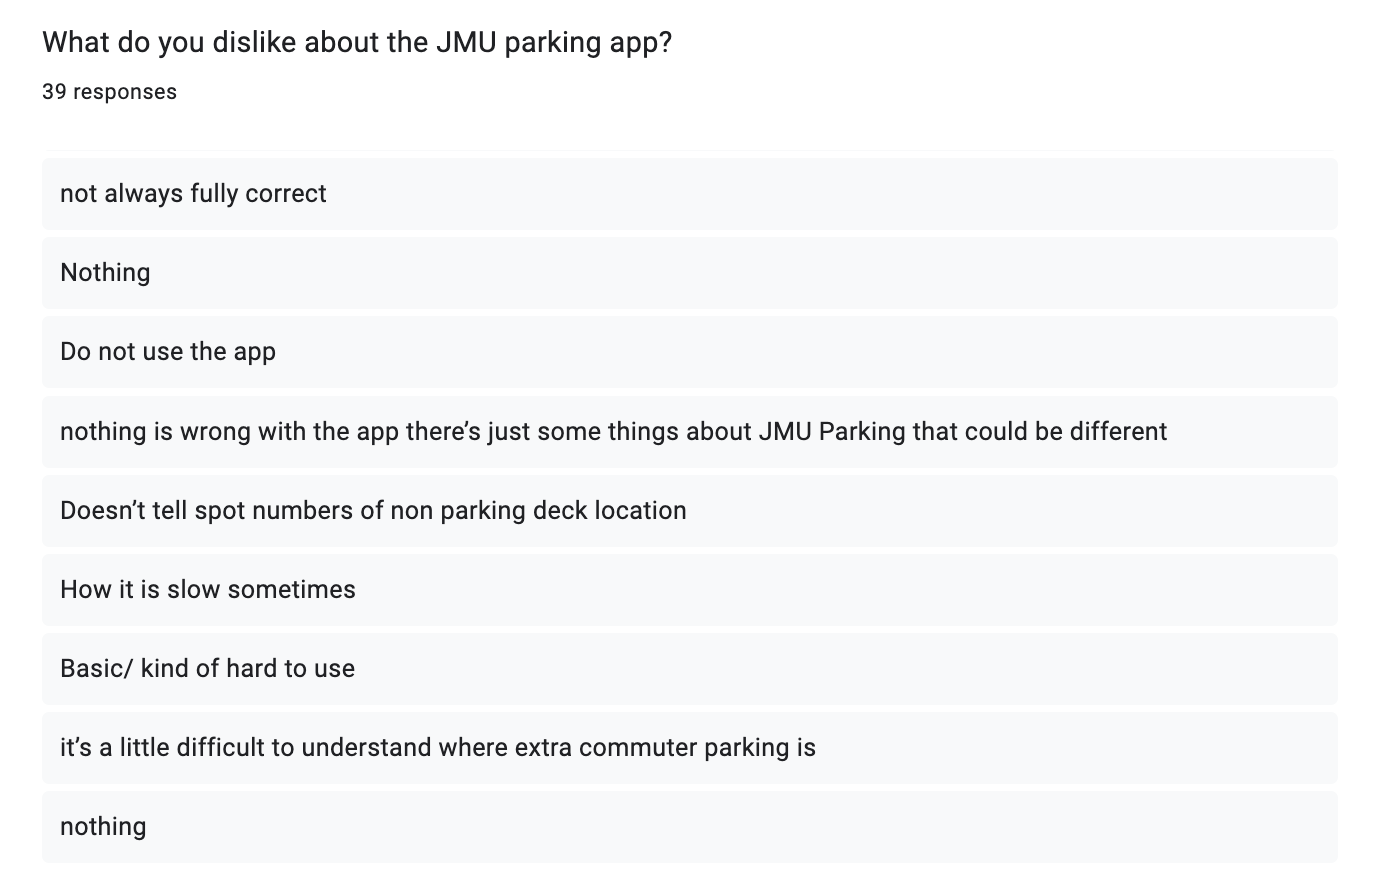 What do you dislike about the JMU parking app?
39 responses
not always fully correct
Nothing
Do not use the app
nothing is wrong with the app there’s just some things about JMU Parking that could be different
Doesn’t tell spot numbers of non parking deck location
How it is slow sometimes
Basic/ kind of hard to use
it’s a little difficult to understand where extra commuter parking is
nothing